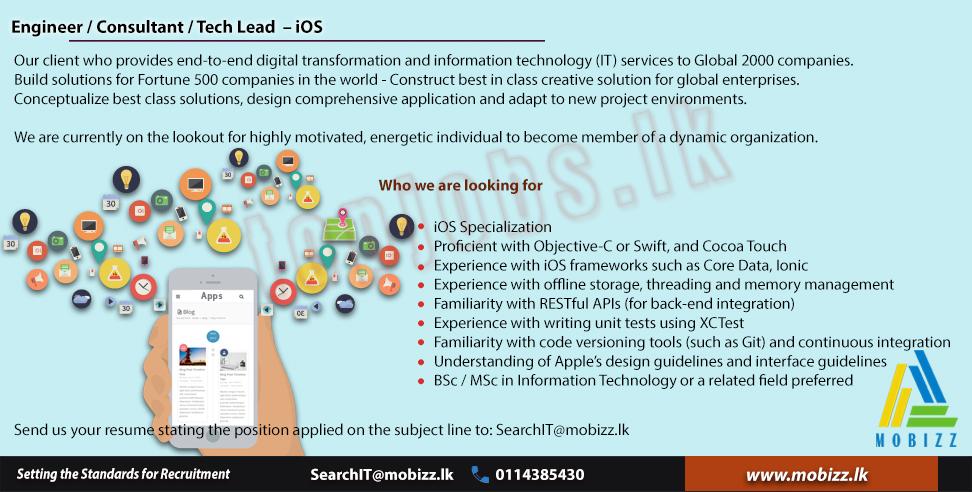 Engineer / Consultant / Tech Lead – iOS
Our client who provides end-to-end digital transformation and information technology (IT) services to Global 2000 companies.
Build solutions for Fortune 500 companies in the world - Construct best in class creative solution for global enterprises.
Conceptualize best class solutions, design comprehensive application and adapt to new project environments.
We are currently on the lookout for highly motivated, energetic individual to become member of a dynamic organization.
topjobs.lk
Who we are looking for
iOS Specialization
Proficient with Objective-C or Swift, and Cocoa Touch
Experience with iOS frameworks such as Core Data, Ionic
Experience with offline storage, threading and memory management
Familiarity with RESTful APIs (for back-end integration)
Experience with writing unit tests using XCTest
Familiarity with code versioning tools (such as Git) and continuous integration
Understanding of Apple's design guidelines and interface guidelines
BSc / MSc in Information Technology or a related field preferred
30
30
30
30
30
Apps
Blog
Send us your resume stating the position applied on the subject line to: SearchIT@mobizz.lk
MOBIZZ
Setting the Standards for Recruitment SearchIT@mobizz.lk 0114385430 www.mobizz.lk